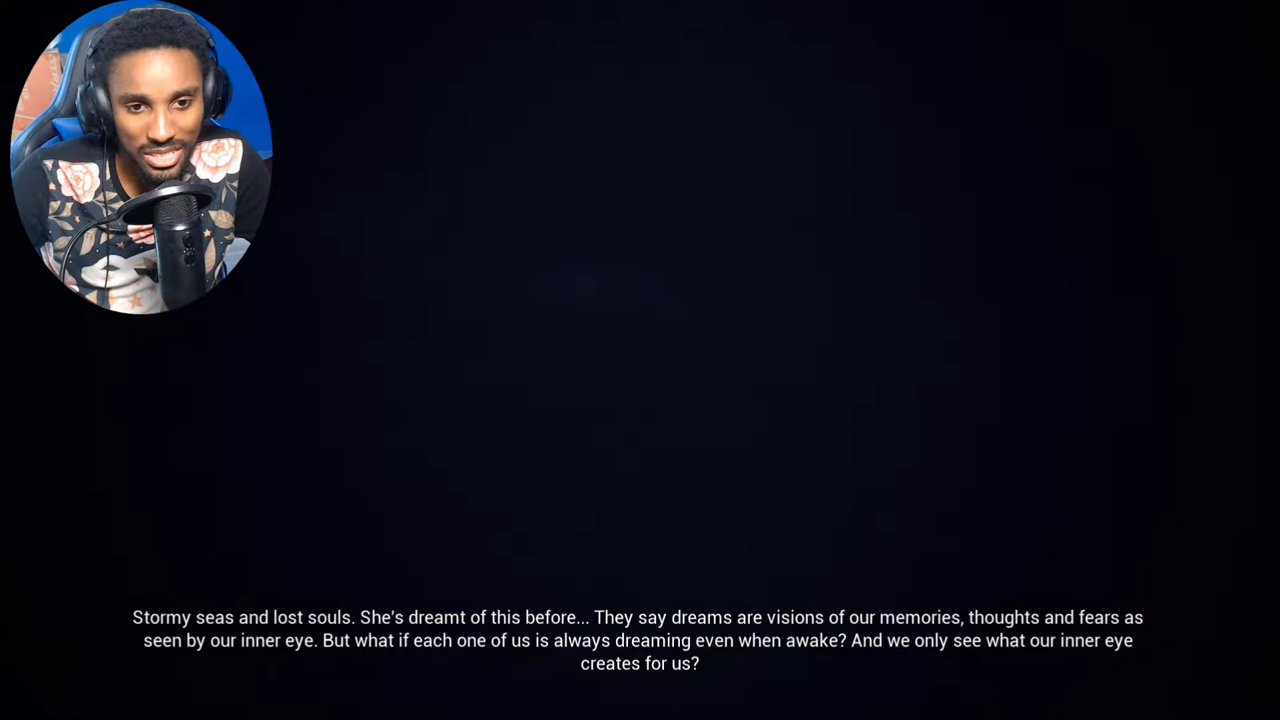 Stormy seas and lost souls. She's dreamt of this before... They say dreams are visions of our memories, thoughts and fears as
seen by our inner eye. But what if each one of us is always dreaming even when awake? And we only see what our inner eye
creates for us?